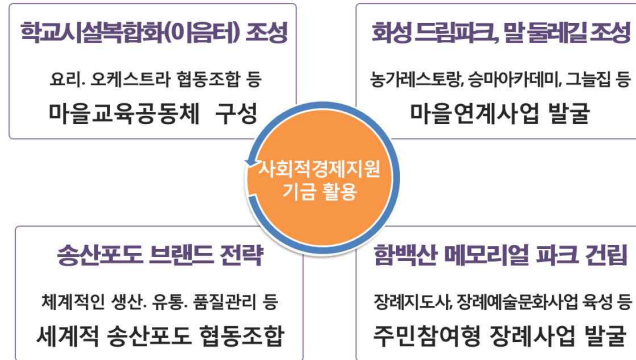 학교시설복합화(이음터) 조성
요리. 오케스트라 협동조합 등
마을교육공동체 구성
화성 드림파크, 말 둘레길 조성
농가레스토랑, 승마아카데미, 그늘집 등
마을연계사업 발굴
사회적경제지원
기금 활용
송산포도 브랜드 전략
체계적인 생산. 유통. 품질관리 등
세계적 송산포도 협동조합
함백산 메모리얼 파크 건립
장례지도사, 장례예술문화사업 육성 등
주민참여형 장례사업 발굴